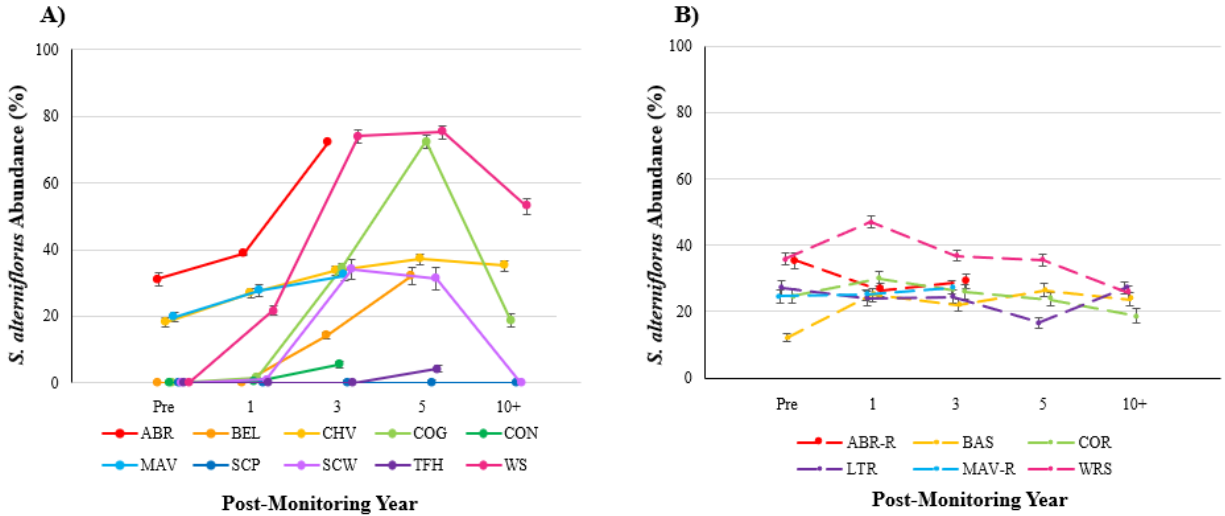 A)
S. alterniflorus Abundance (%)
100
80
60
40
20
0
Pre 1 3 5 10+
ABR BEL CHV COG CON
MAV SCP SCW TFH WS
Post-Monitoring Year
B)
S. alterniflorus Abundance (%)
100
80
60
40
20
0
Pre 1 3 5 10+
ABR-R BAS COR
LTR MAV-R WRS
Post-Monitoring Year